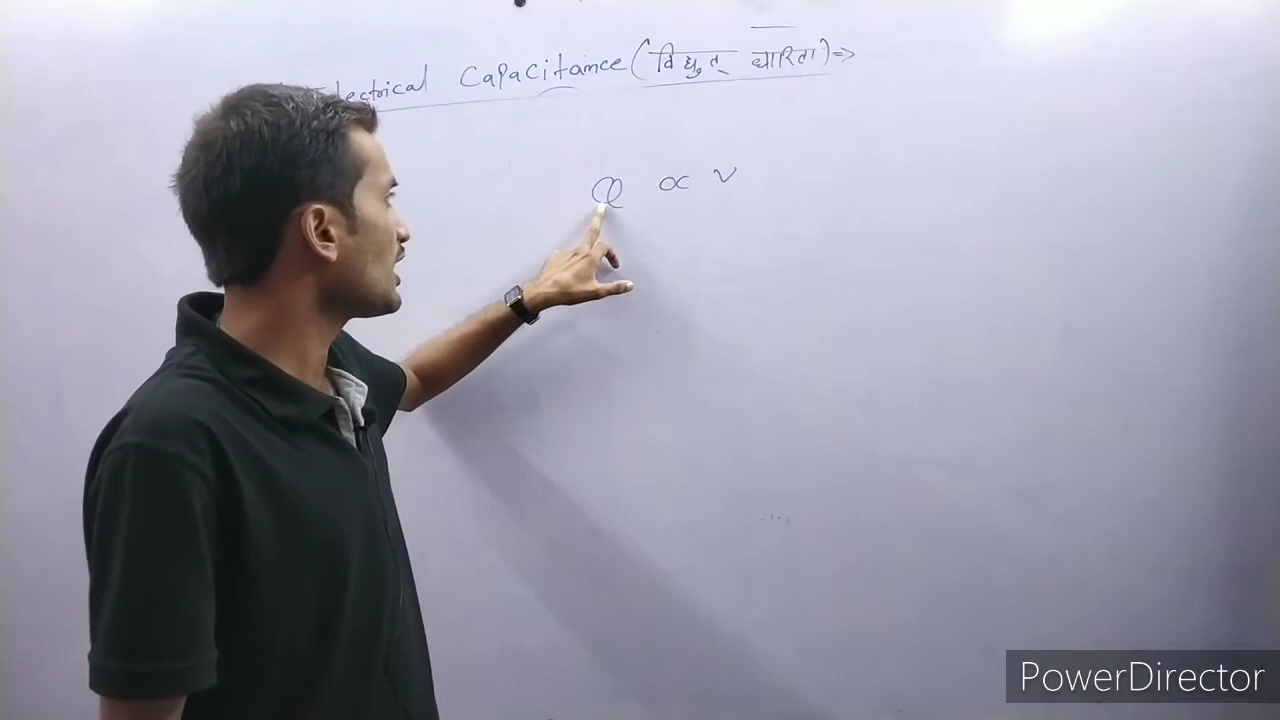 Electrical Capacitance (विद्युत् धारिता) ⇒
Q ∝ V
PowerDirector